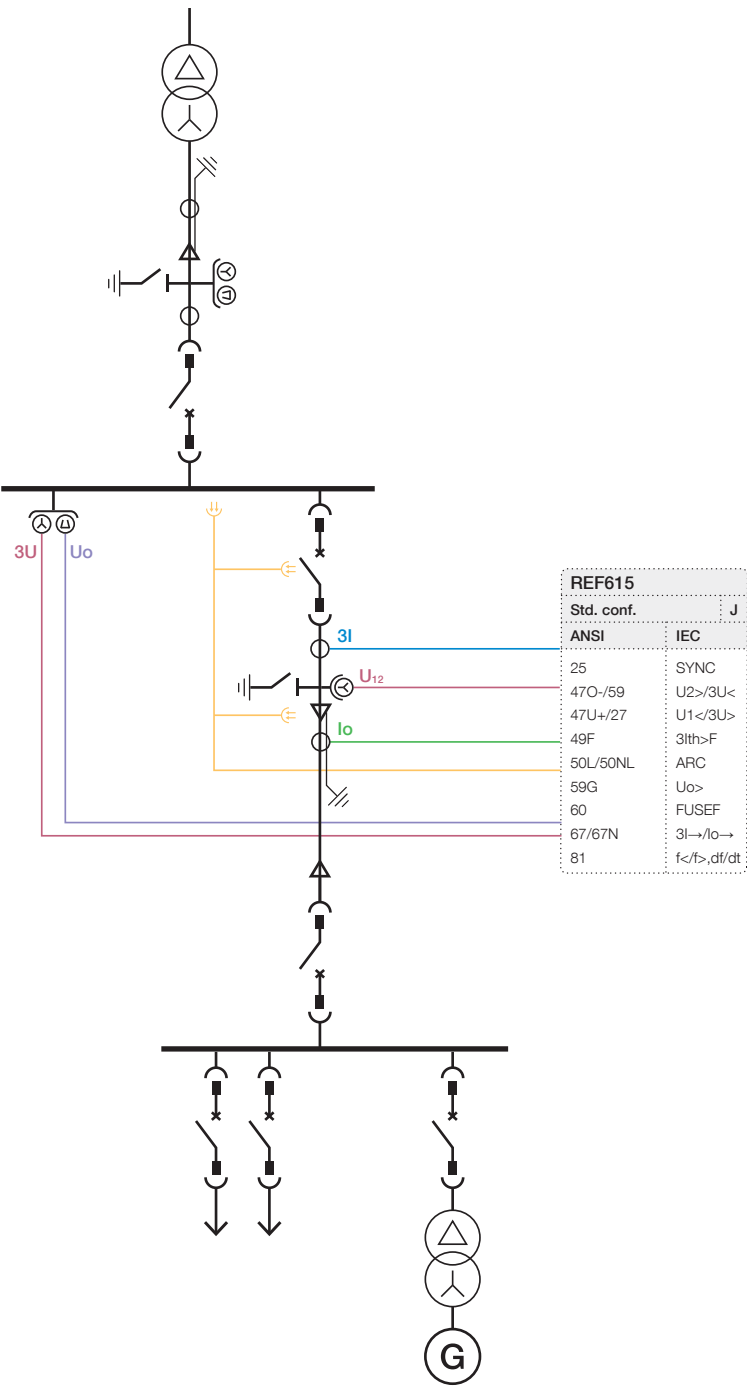 3U Uo
3I
U₁₂
Io
REF615
Std. conf. J
ANSI IEC
25 SYNC
47O-/59 U2>/3U<
47U+/27 U1</3U>
49F 3Ith>F
50L/50NL ARC
59G Uo>
60 FUSEF
67/67N 3I→/Io→
81 f</f>,df/dt
G